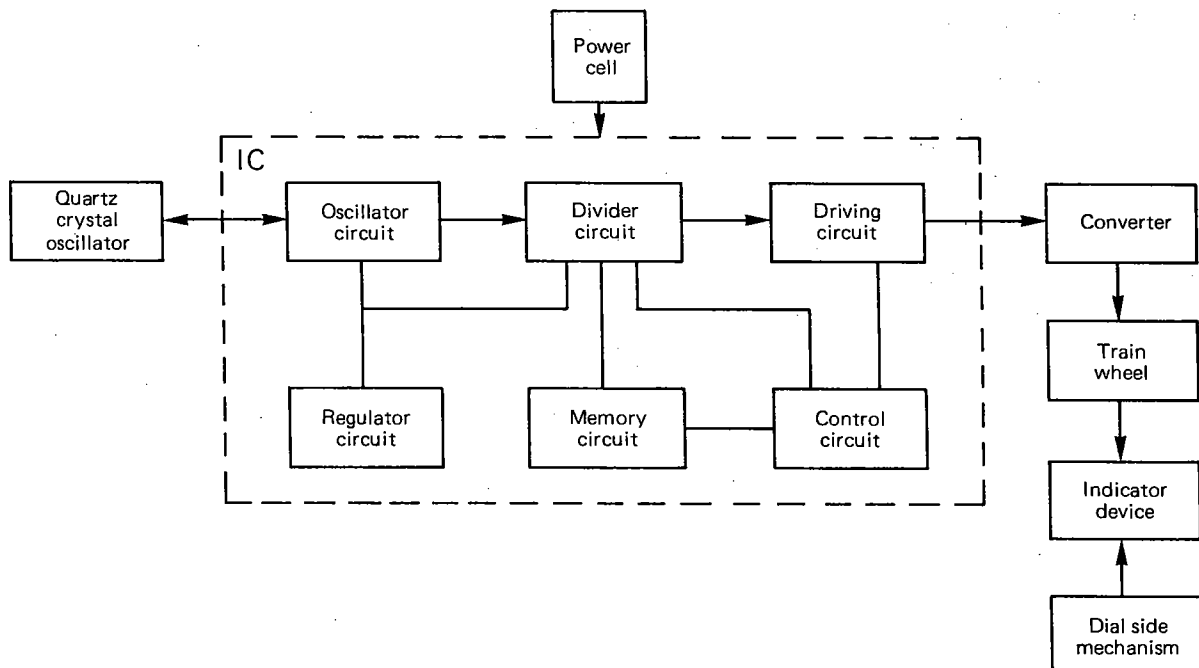 Power
cell
IC
Quartz
crystal
oscillator
Oscillator
circuit
Divider
circuit
Driving
circuit
Converter
Train
wheel
Regulator
circuit
Memory
circuit
Control
circuit
Indicator
device
Dial side
mechanism